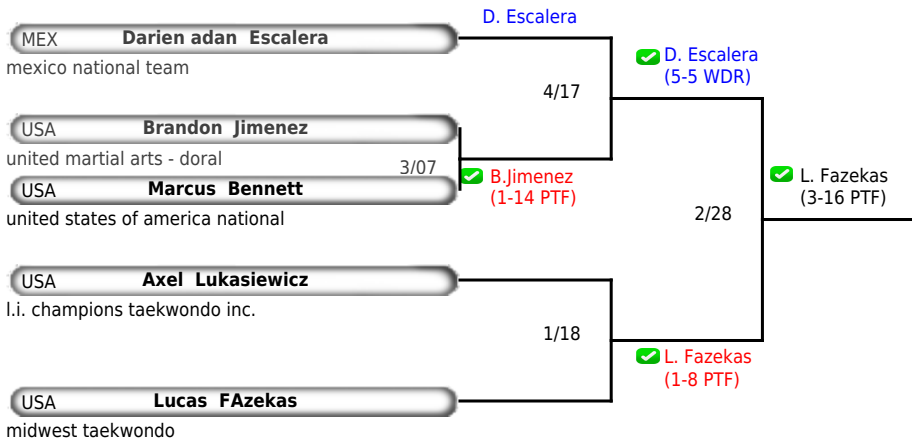 D. Escalera
MEX Darien adan Escalera
mexico national team
D. Escalera
(5-5 WDR)
4/17
USA Brandon Jimenez
united martial arts - doral
3/07
B.Jimenez
(1-14 PTF)
USA Marcus Bennett
united states of america national
L. Fazekas
(3-16 PTF)
2/28
USA Axel Lukasiewicz
l.i. champions taekwondo inc.
1/18
L. Fazekas
(1-8 PTF)
USA Lucas FAzekas
midwest taekwondo